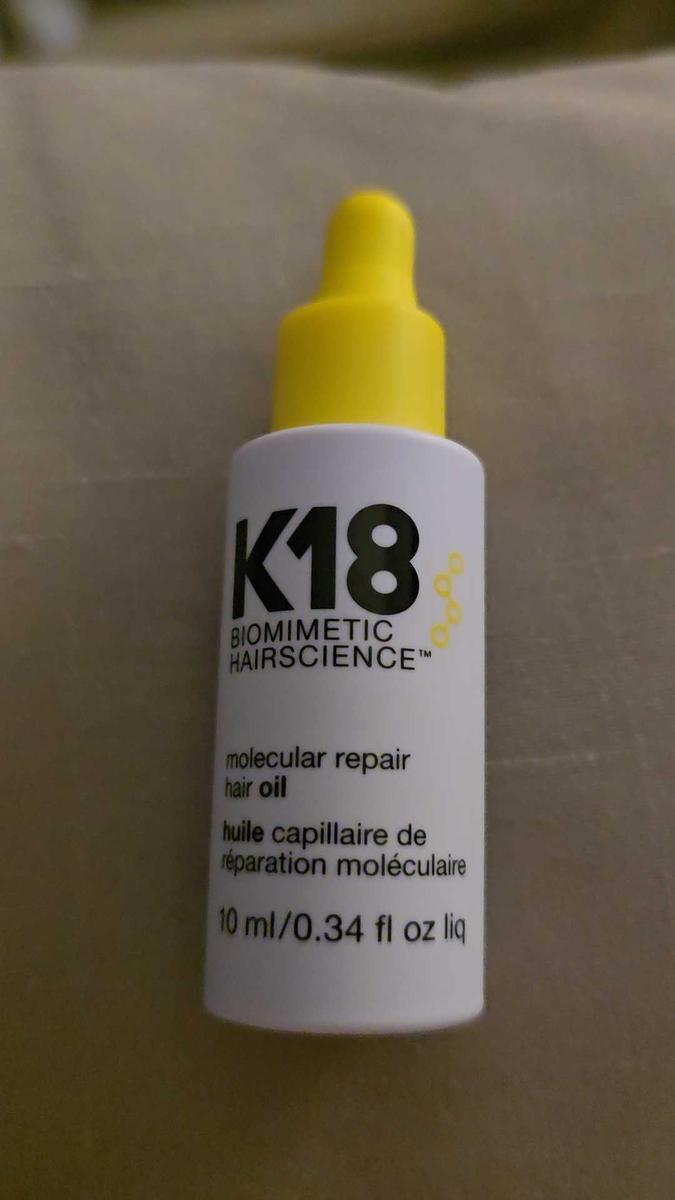 K18
BIOMIMETIC
HAIRSCIENCE™
molecular repair
hair oil
huile capillaire de
réparation moléculaire
10 ml/0.34 fl oz liq